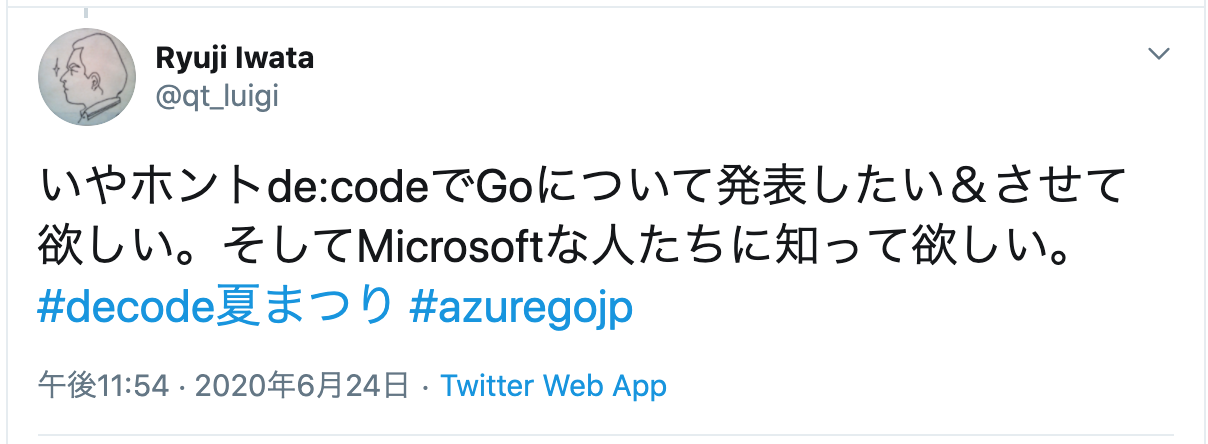 Ryuji Iwata
@qt_luigi
いやホントde:codeでGoについて発表したい＆させて
欲しい。そしてMicrosoftな人たちに知って欲しい。
#decode夏まつり #azuregojp
午後11:54 · 2020年6月24日 · Twitter Web App